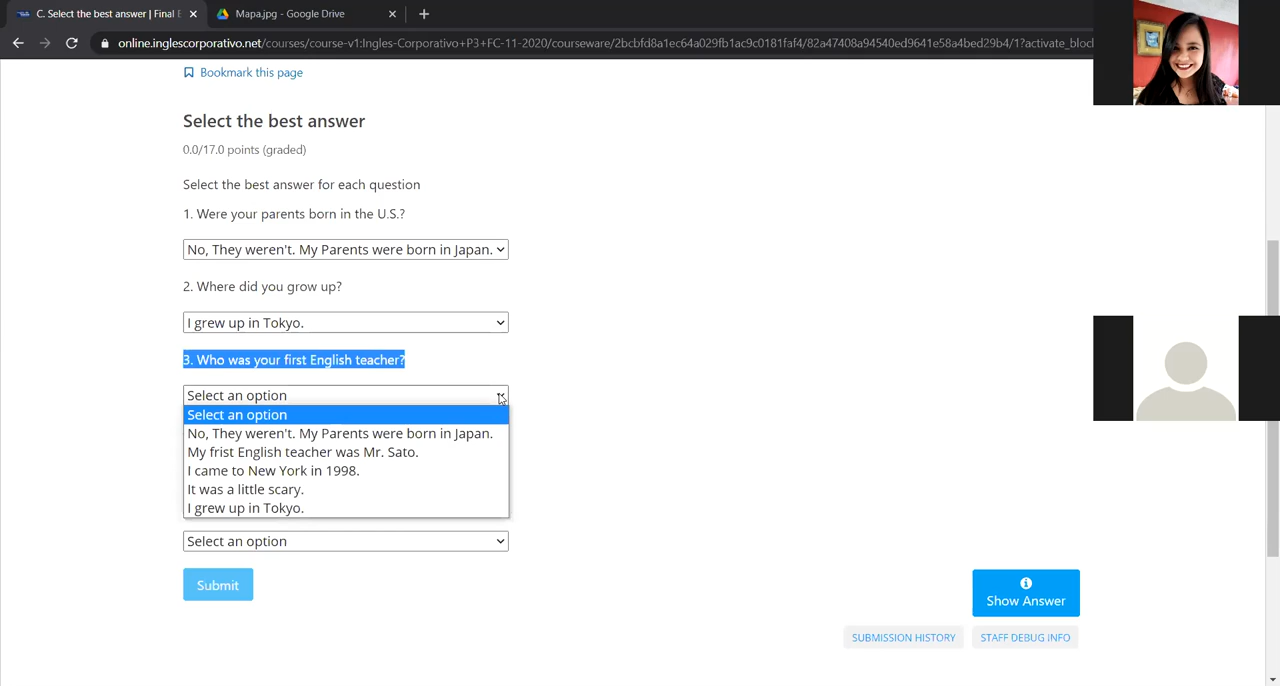 C. Select the best answer | Final E
Mapa.jpg - Google Drive
online.inglescorporativo.net/courses/course-v1:Ingles-Corporativo+P3+FC-11-2020/courseware/2bcbfd8a1ec64a029fb1ac9c0181faf4/82a47408a94540ed9641e58a4bed29b4/1?activate_bloc
Bookmark this page
Select the best answer
0.0/17.0 points (graded)
Select the best answer for each question
1. Were your parents born in the U.S.?
No, They weren't. My Parents were born in Japan.
2. Where did you grow up?
I grew up in Tokyo.
3. Who was your first English teacher?
Select an option
Select an option
No, They weren't. My Parents were born in Japan.
My frist English teacher was Mr. Sato.
I came to New York in 1998.
It was a little scary.
I grew up in Tokyo.
Select an option
Submit
Show Answer
SUBMISSION HISTORY
STAFF DEBUG INFO